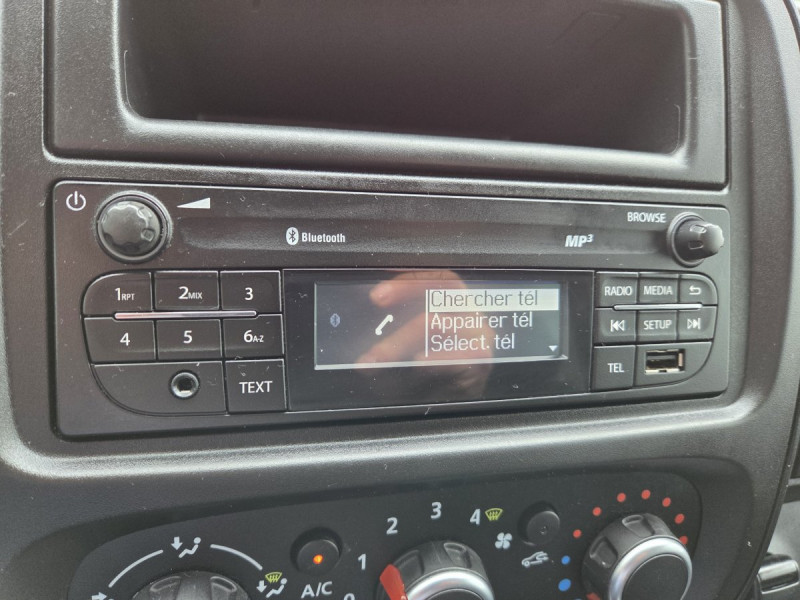 BROWSE
Bluetooth
MP3
1RPT 2MIX 3
4 5 6A-Z
TEXT
Chercher tél
Appairer tél
Sélect. tél
RADIO MEDIA
SETUP
TEL
A/C
0 1 2 3 4